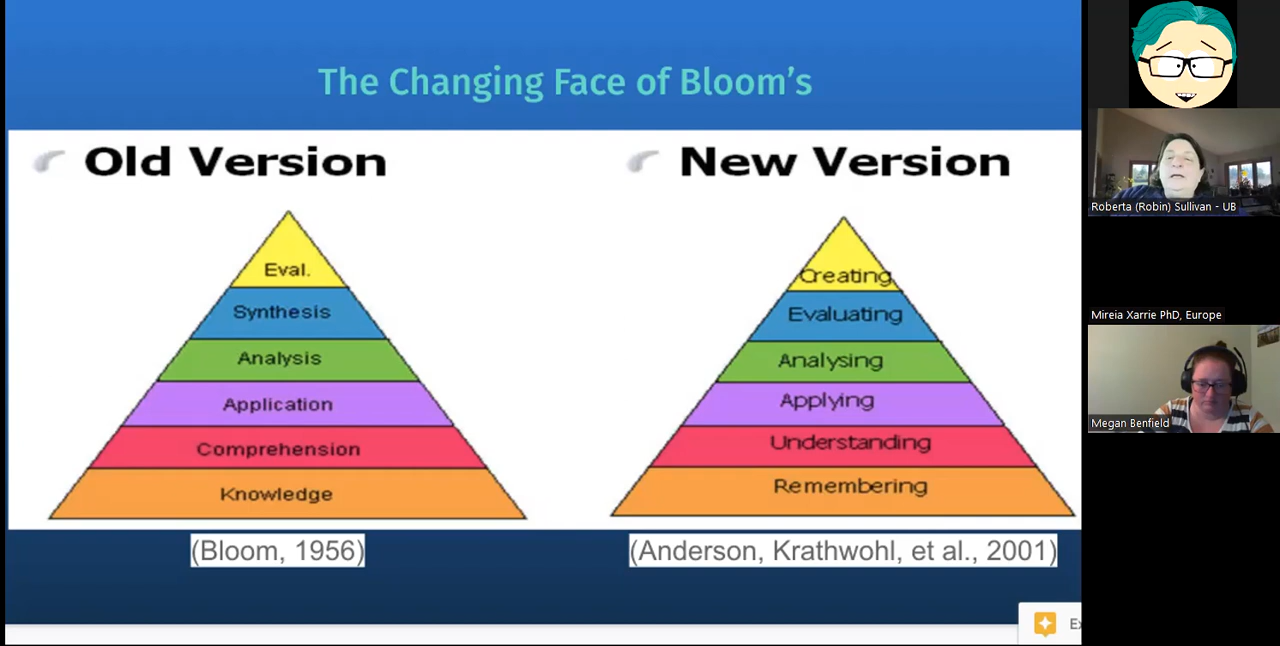 The Changing Face of Bloom's
Old Version
Eval.
Synthesis
Analysis
Application
Comprehension
Knowledge
(Bloom, 1956)
New Version
Creating
Evaluating
Analysing
Applying
Understanding
Remembering
(Anderson, Krathwohl, et al., 2001)
Roberta (Robin) Sullivan - UB
Mireia Xarrie PhD, Europe
Megan Benfield